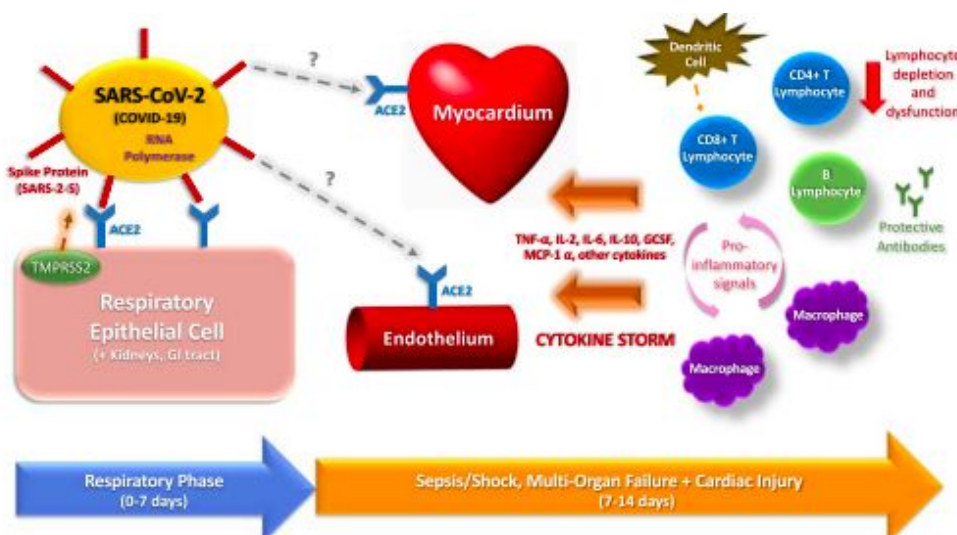 SARS-CoV-2
(COVID-19)
RNA
Polymerase
Spike Protein
(SARS-2-S)
ACE2
TMPRSS2
Respiratory
Epithelial Cell
(+ Kidneys, GI tract)
?
ACE2
Myocardium
?
ACE2
Endothelium
TNF-α, IL-2, IL-6, IL-10, GCSF,
MCP-1 α, other cytokines
CYTOKINE STORM
Dendritic
Cell
CD4+ T
Lymphocyte
Lymphocyte
depletion
and
dysfunction
CD8+ T
Lymphocyte
B
Lymphocyte
Protective
Antibodies
Pro-
inflammatory
signals
Macrophage
Macrophage
Respiratory Phase
(0-7 days)
Sepsis/Shock, Multi-Organ Failure + Cardiac Injury
(7-14 days)